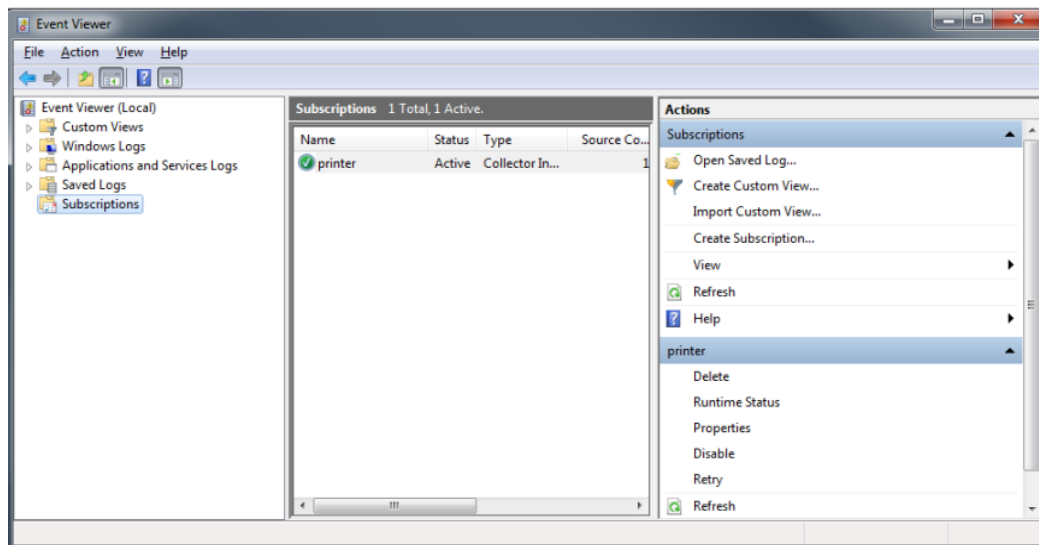 Event Viewer
File Action View Help
Event Viewer (Local)
Custom Views
Windows Logs
Applications and Services Logs
Saved Logs
Subscriptions
Subscriptions 1 Total, 1 Active.
Name Status Type Source Co...
printer Active Collector In... 1
Actions
Subscriptions
Open Saved Log...
Create Custom View...
Import Custom View...
Create Subscription...
View
Refresh
Help
printer
Delete
Runtime Status
Properties
Disable
Retry
Refresh